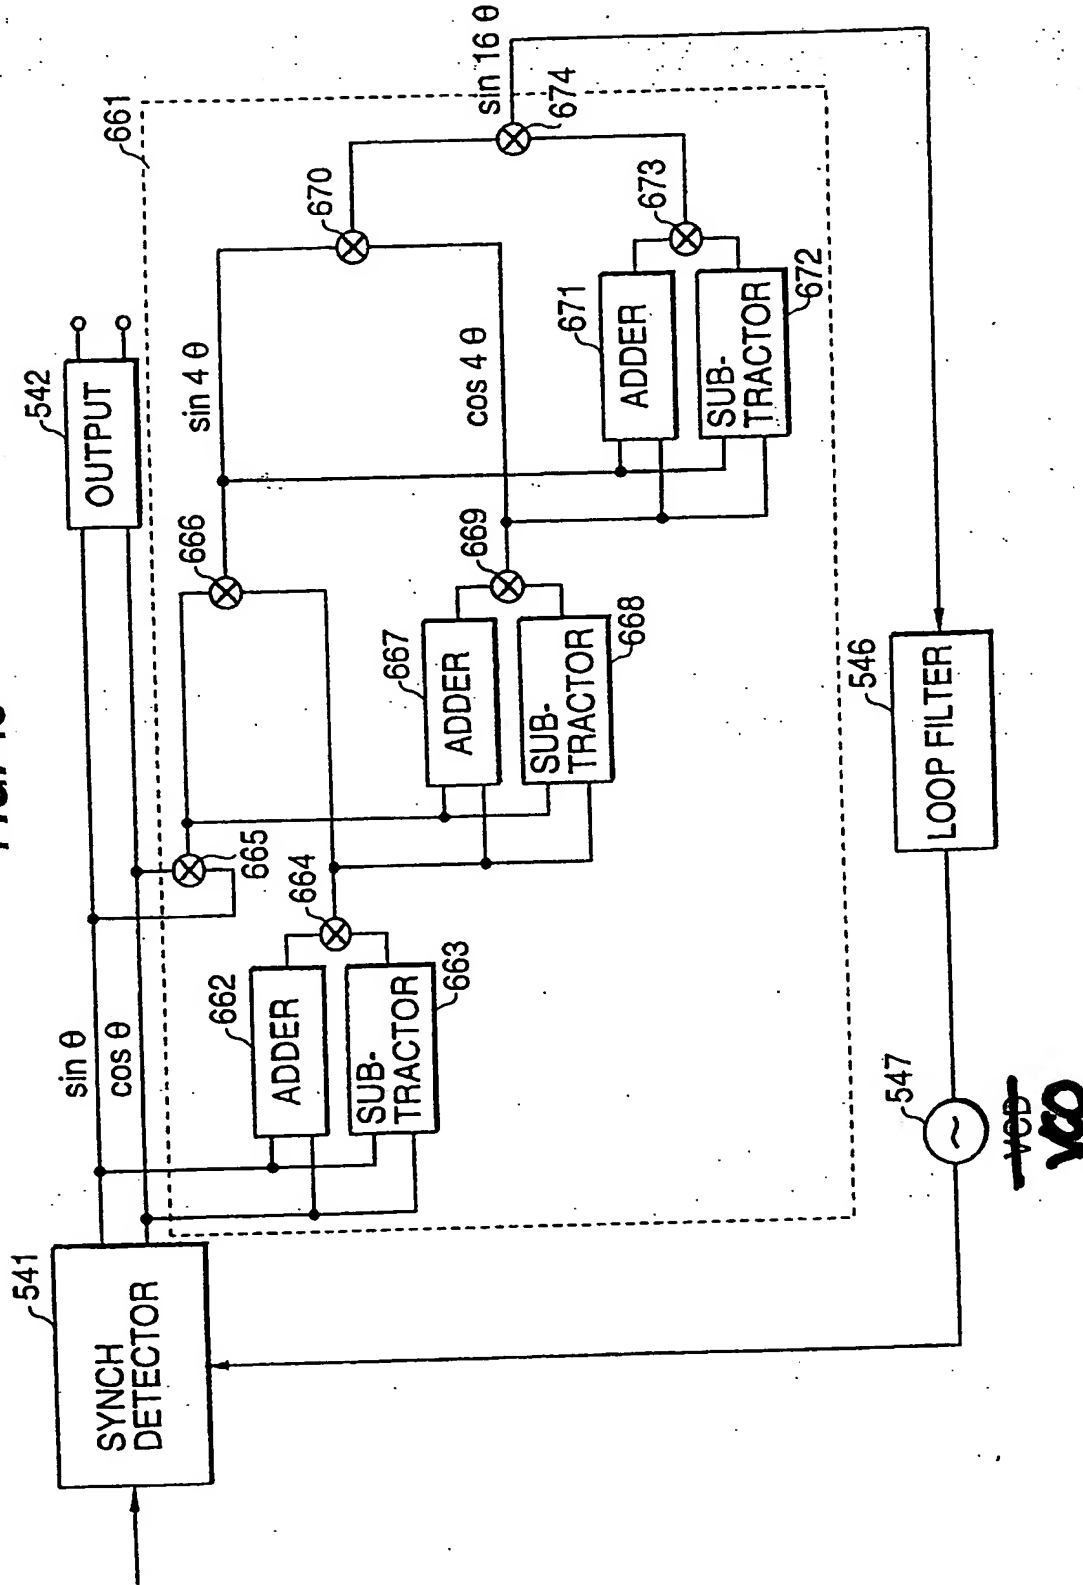 541
SYNCH
DETECTOR
sin θ
cos θ
542
OUTPUT
661
662
ADDER
SUB-
TRACTOR
663
664
665
666
667
ADDER
SUB-
TRACTOR
668
669
sin 4 θ
cos 4 θ
670
671
ADDER
SUB-
TRACTOR
672
673
674
sin 16 θ
546
LOOP FILTER
547
VCD
VCO